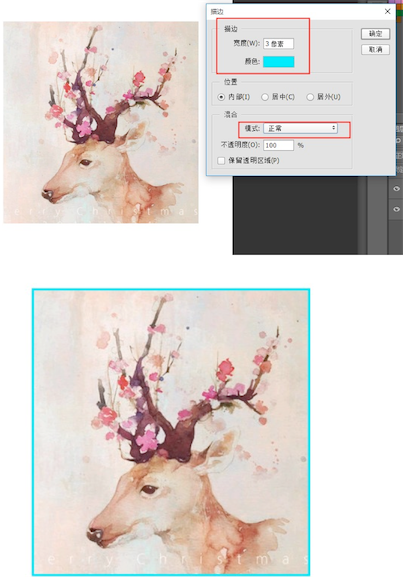 描边
描边
宽度(W): 3 像素
颜色:
确定
取消
位置
内部(I) 居中(C) 居外(U)
混合
模式: 正常
不透明度(O): 100 %
保留透明区域(P)
erry Christmas
erry Christmas